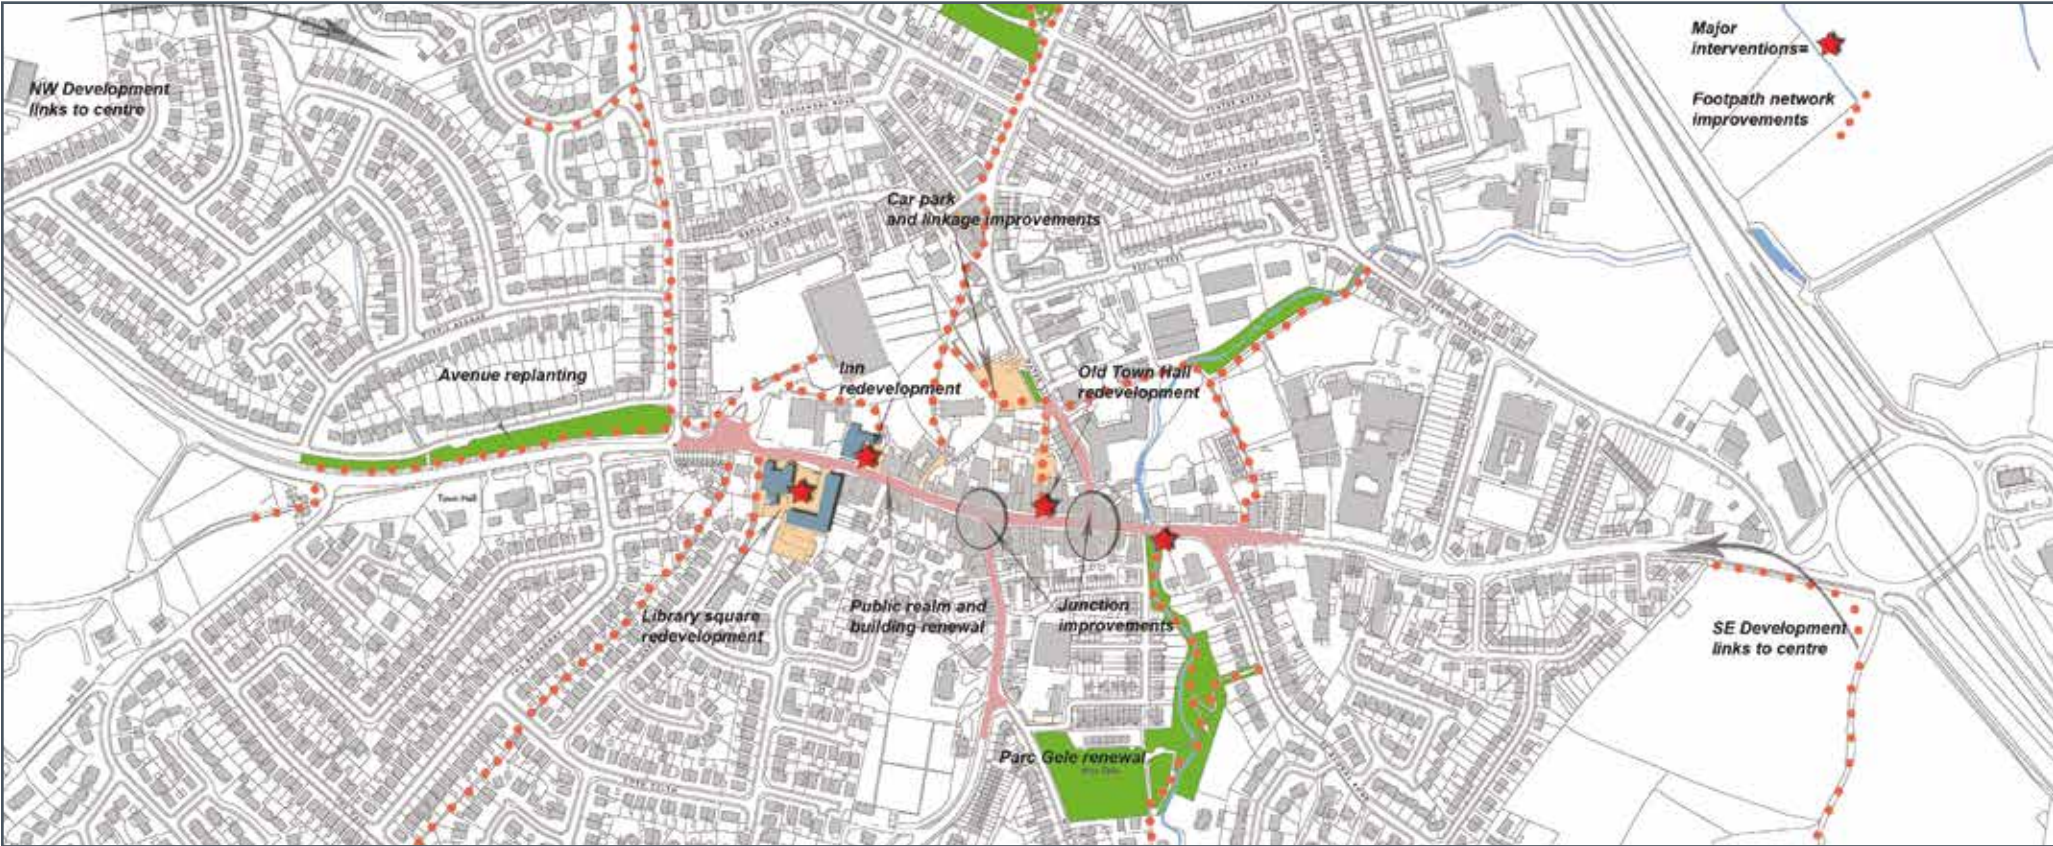 Major
interventions=
Footpath network
improvements
NW Development
links to centre
Car park
and linkage improvements
Avenue replanting
Inn
redevelopment
Old Town Hall
redevelopment
Town Hall
Library square
redevelopment
Public realm and
building renewal
Junction
improvements
SE Development
links to centre
Parc Gele renewal